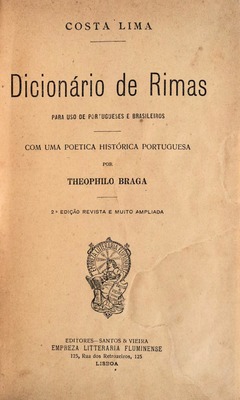 COSTA LIMA
Dicionário de Rimas
PARA USO DE PORTUGUESES E BRASILEIROS
COM UMA POETICA HISTÓRICA PORTUGUESA
POR
THEOPHILO BRAGA
2.ª EDIÇÃO REVISTA E MUITO AMPLIADA
EDITORES—SANTOS & VIEIRA
EMPREZA LITTERARIA FLUMINENSE
125, Rua dos Retroseiros, 125
LISBOA